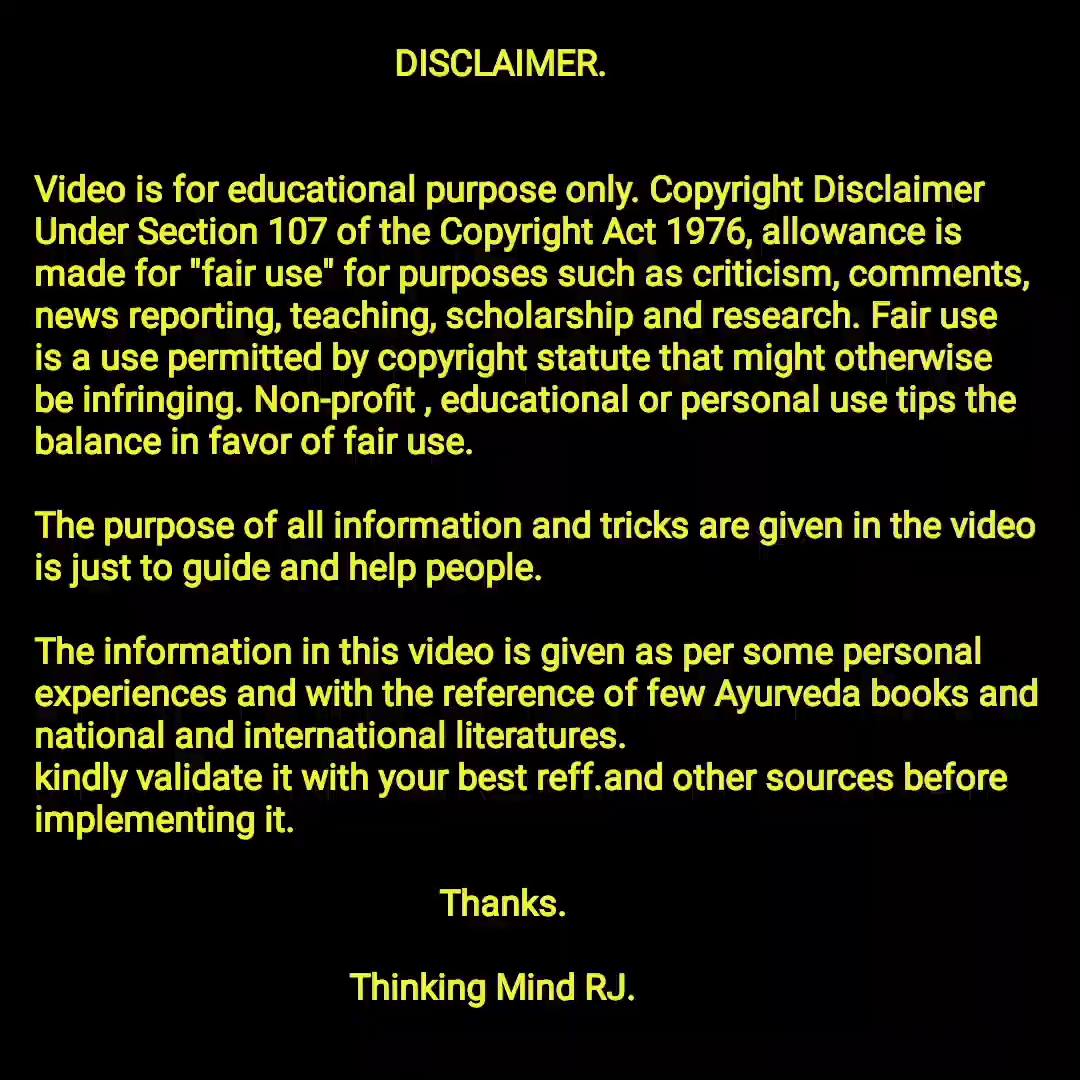 DISCLAIMER.
Video is for educational purpose only. Copyright Disclaimer
Under Section 107 of the Copyright Act 1976, allowance is
made for "fair use" for purposes such as criticism, comments,
news reporting, teaching, scholarship and research. Fair use
is a use permitted by copyright statute that might otherwise
be infringing. Non-profit , educational or personal use tips the
balance in favor of fair use.
The purpose of all information and tricks are given in the video
is just to guide and help people.
The information in this video is given as per some personal
experiences and with the reference of few Ayurveda books and
national and international literatures.
kindly validate it with your best reff.and other sources before
implementing it.
Thanks.
Thinking Mind RJ.